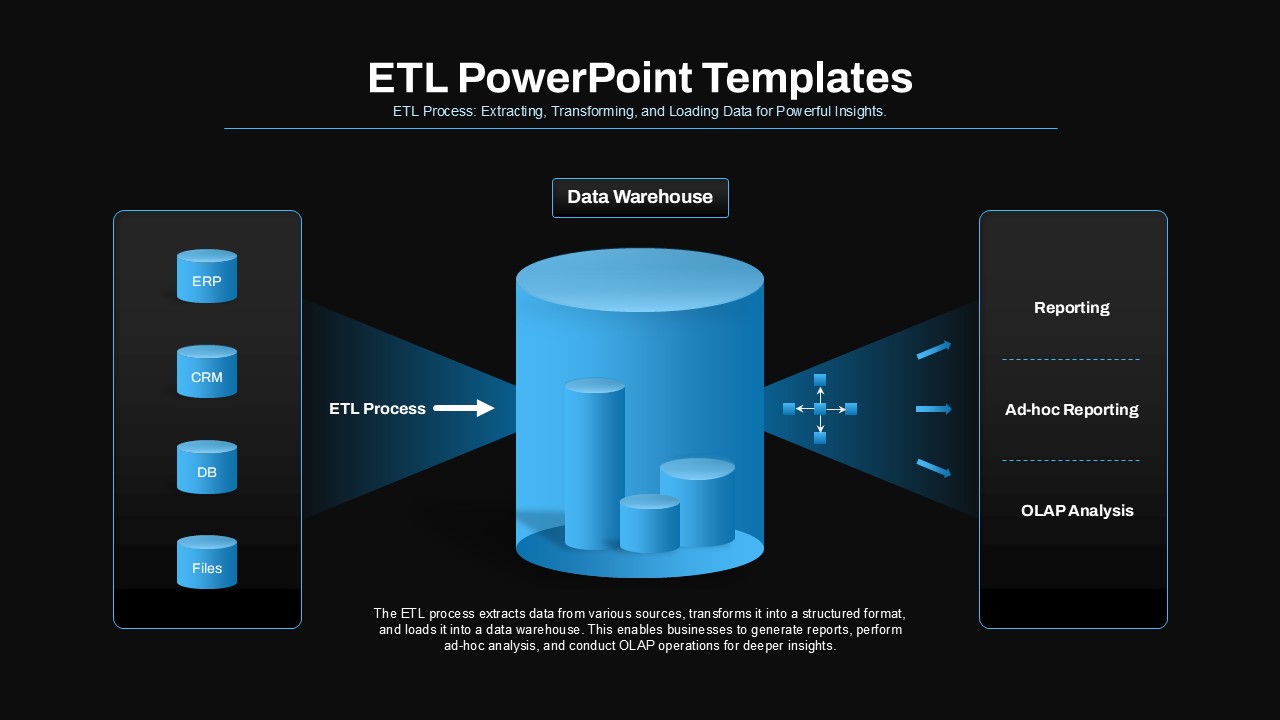 ETL PowerPoint Templates
ETL Process: Extracting, Transforming, and Loading Data for Powerful Insights.
Data Warehouse
ERP
CRM
DB
Files
ETL Process
Reporting
Ad-hoc Reporting
OLAP Analysis
The ETL process extracts data from various sources, transforms it into a structured format,
and loads it into a data warehouse. This enables businesses to generate reports, perform
ad-hoc analysis, and conduct OLAP operations for deeper insights.